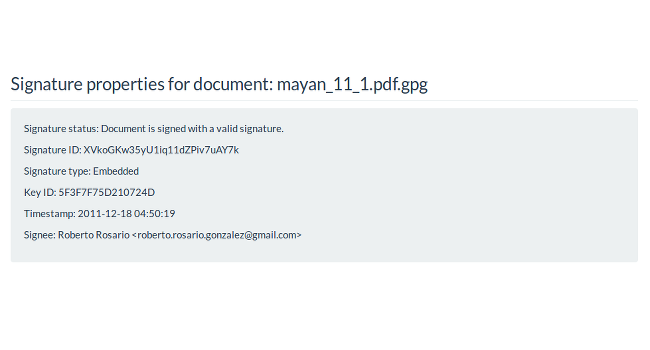 Signature properties for document: mayan_11_1.pdf.gpg
Signature status: Document is signed with a valid signature.
Signature ID: XVkoGKw35yU1iq11dZPiv7uAY7k
Signature type: Embedded
Key ID: 5F3F7F75D210724D
Timestamp: 2011-12-18 04:50:19
Signee: Roberto Rosario <roberto.rosario.gonzalez@gmail.com>